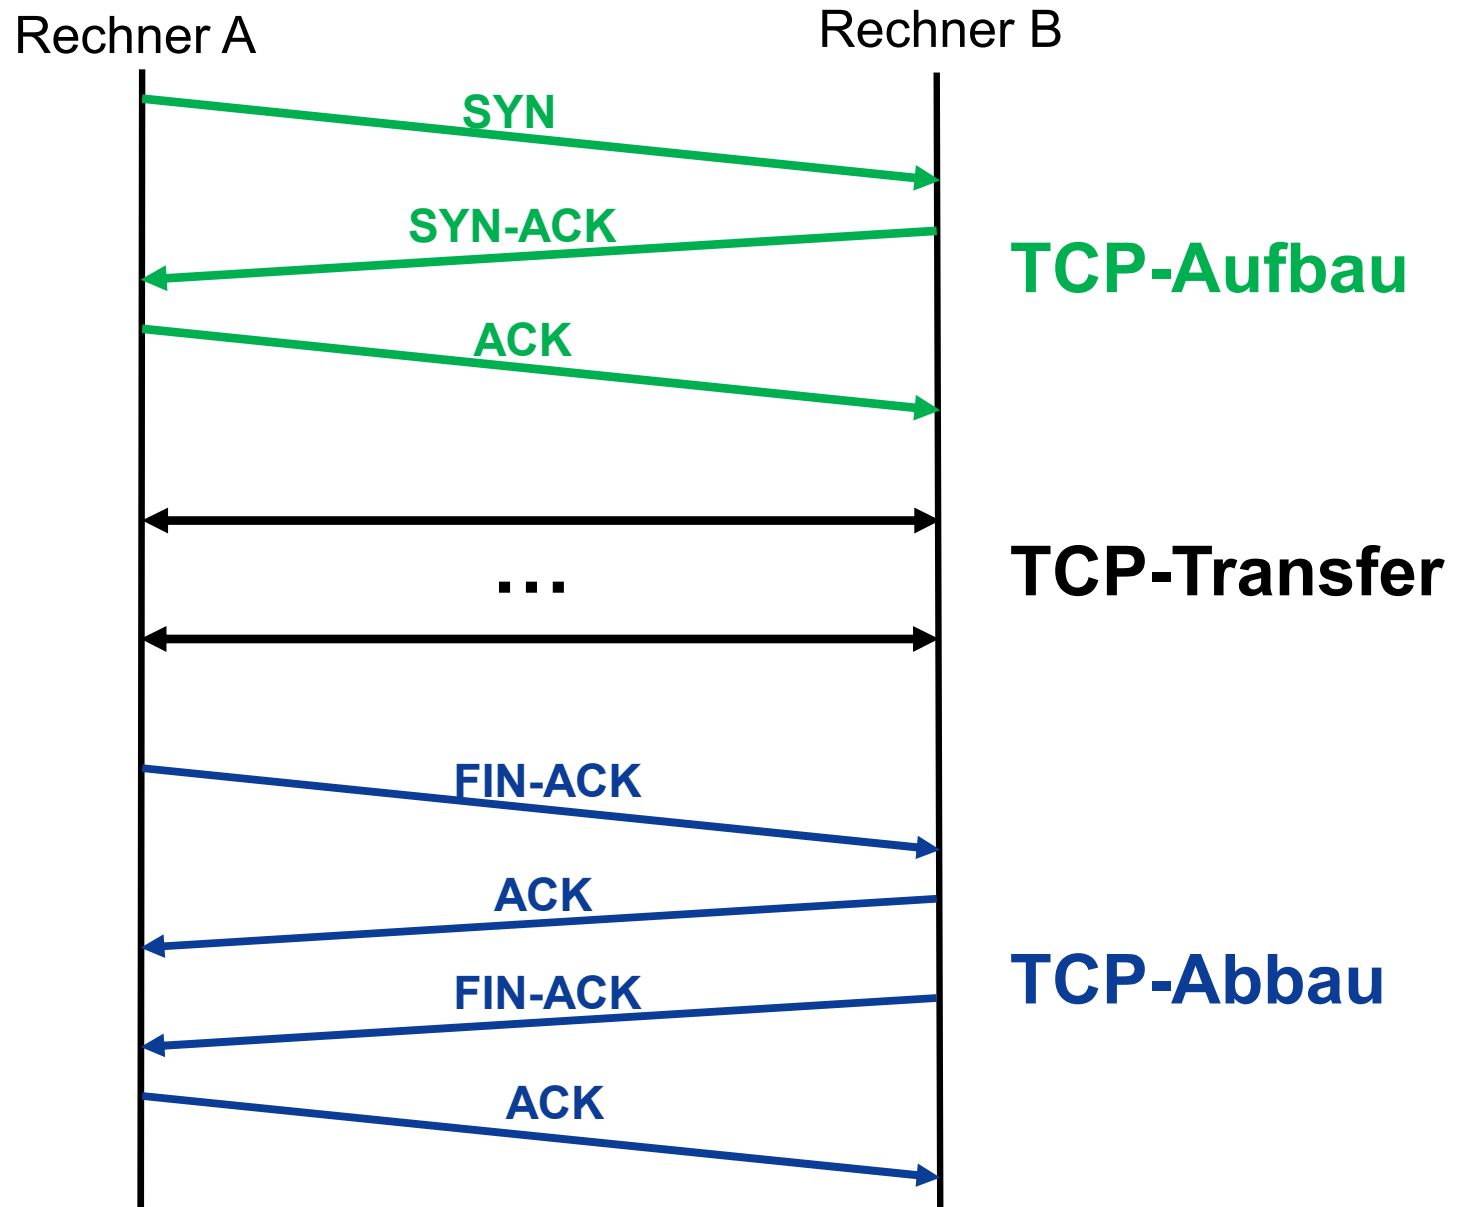 Rechner A
Rechner B
SYN
SYN-ACK
TCP-Aufbau
ACK
...
TCP-Transfer
FIN-ACK
ACK
FIN-ACK
TCP-Abbau
ACK